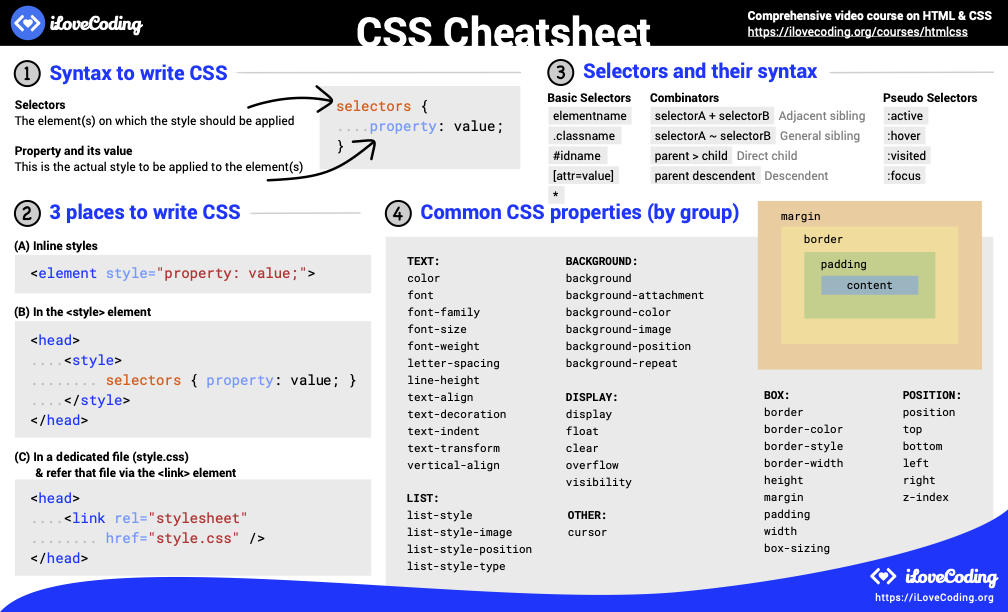 iLoveCoding
CSS Cheatsheet
Comprehensive video course on HTML & CSS
https://ilovecoding.org/courses/htmlcss
1 Syntax to write CSS
Selectors
The element(s) on which the style should be applied
Property and its value
This is the actual style to be applied to the element(s)
selectors {
....property: value;
}
3 Selectors and their syntax
Basic Selectors
elementname
.classname
#idname
[attr=value]
*
Combinators
selectorA + selectorB Adjacent sibling
selectorA ~ selectorB General sibling
parent > child Direct child
parent descendent Descendent
Pseudo Selectors
:active
:hover
:visited
:focus
2 3 places to write CSS
(A) Inline styles
<element style="property: value;">
(B) In the <style> element
<head>
....<style>
........ selectors { property: value; }
....</style>
</head>
(C) In a dedicated file (style.css)
& refer that file via the <link> element
<head>
....<link rel="stylesheet"
........ href="style.css" />
</head>
4 Common CSS properties (by group)
TEXT:
color
font
font-family
font-size
font-weight
letter-spacing
line-height
text-align
text-decoration
text-indent
text-transform
vertical-align
LIST:
list-style
list-style-image
list-style-position
list-style-type
BACKGROUND:
background
background-attachment
background-color
background-image
background-position
background-repeat
DISPLAY:
display
float
clear
overflow
visibility
OTHER:
cursor
margin
border
padding
content
BOX:
border
border-color
border-style
border-width
height
margin
padding
width
box-sizing
POSITION:
position
top
bottom
left
right
z-index
iLoveCoding
https://iLoveCoding.org